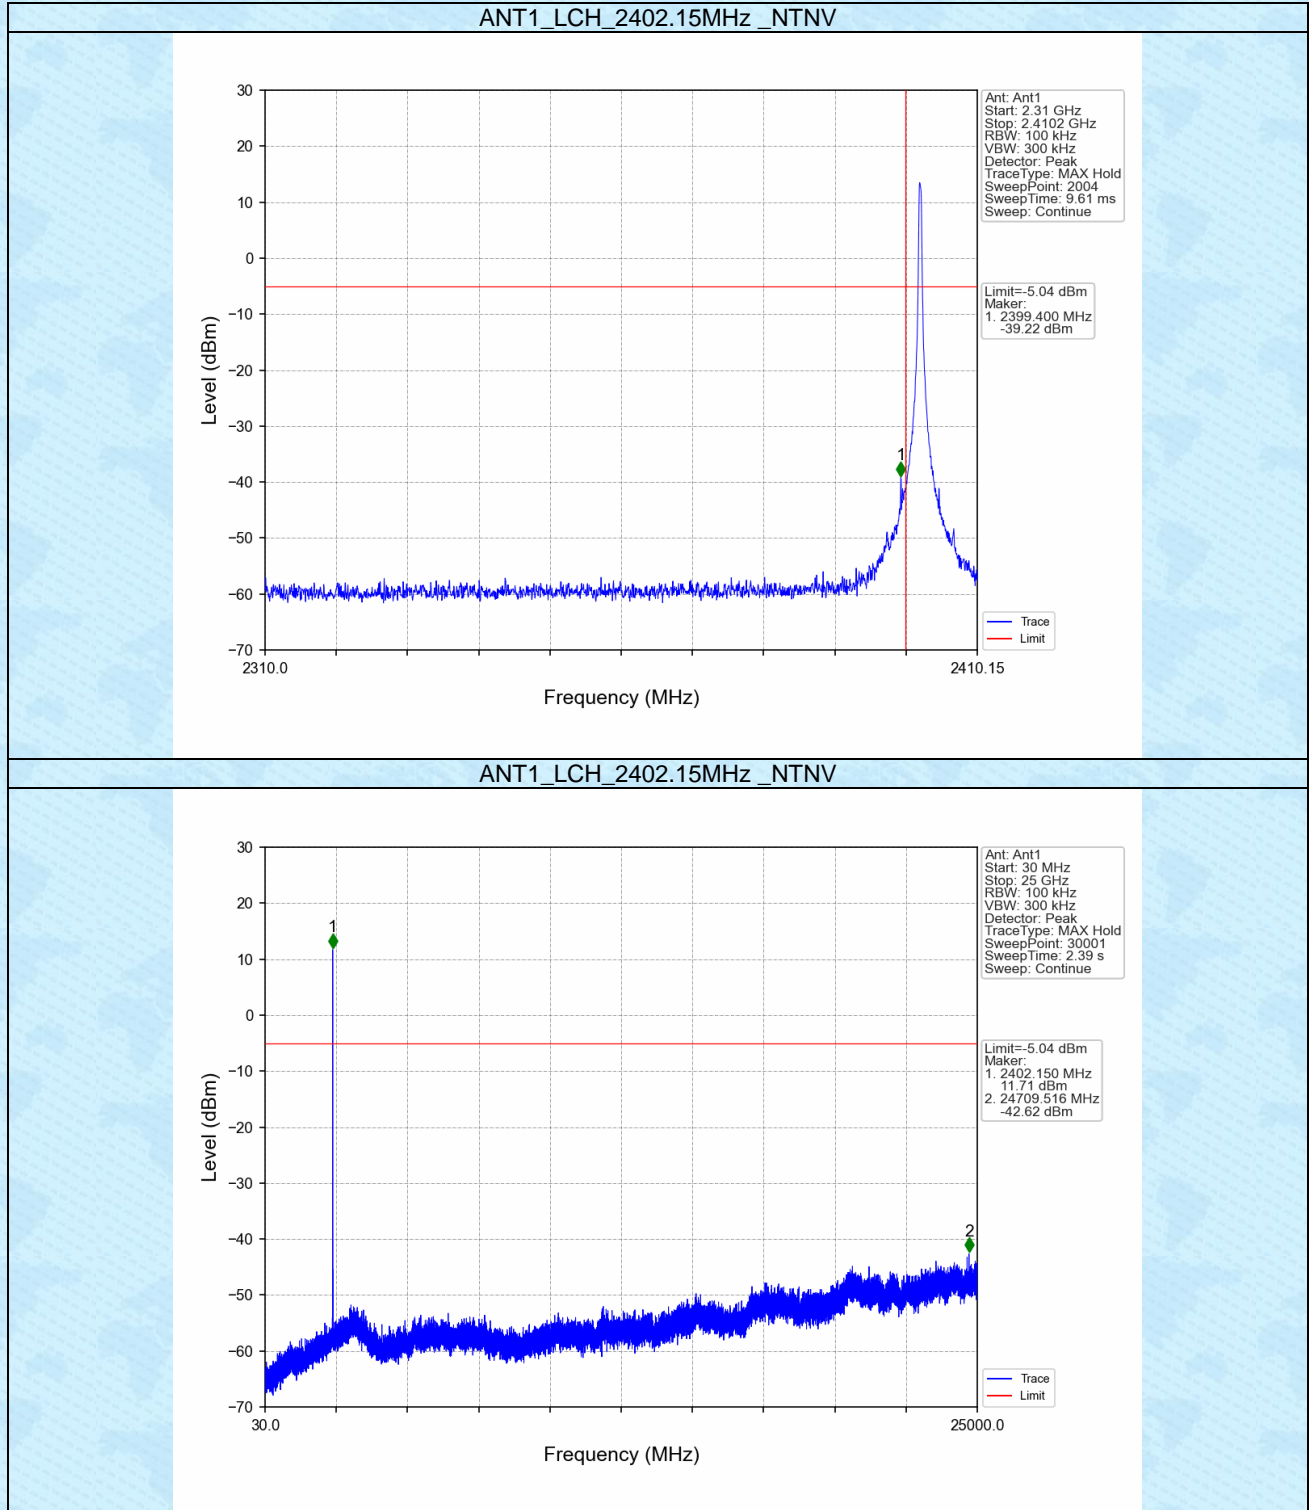 ANT1_LCH_2402.15MHz _NTNV
30
20
10
0
−10
−20
−30
−40
−50
−60
−70
Level (dBm)
1
2310.0
2410.15
Frequency (MHz)
Ant: Ant1
Start: 2.31 GHz
Stop: 2.4102 GHz
RBW: 100 kHz
VBW: 300 kHz
Detector: Peak
TraceType: MAX Hold
SweepPoint: 2004
SweepTime: 9.61 ms
Sweep: Continue
Limit=-5.04 dBm
Maker:
1. 2399.400 MHz
-39.22 dBm
Trace
Limit
ANT1_LCH_2402.15MHz _NTNV
30
20
10
0
−10
−20
−30
−40
−50
−60
−70
Level (dBm)
1
2
30.0
25000.0
Frequency (MHz)
Ant: Ant1
Start: 30 MHz
Stop: 25 GHz
RBW: 100 kHz
VBW: 300 kHz
Detector: Peak
TraceType: MAX Hold
SweepPoint: 30001
SweepTime: 2.39 s
Sweep: Continue
Limit=-5.04 dBm
Maker:
1. 2402.150 MHz
11.71 dBm
2. 24709.516 MHz
-42.62 dBm
Trace
Limit